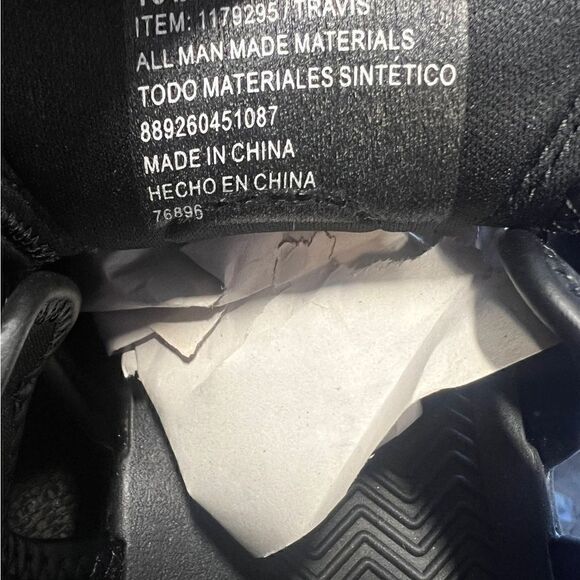 ITEM: 1179295 / TRAVIS
ALL MAN MADE MATERIALS
TODO MATERIALES SINTÉTICO
889260451087
MADE IN CHINA
HECHO EN CHINA
76896